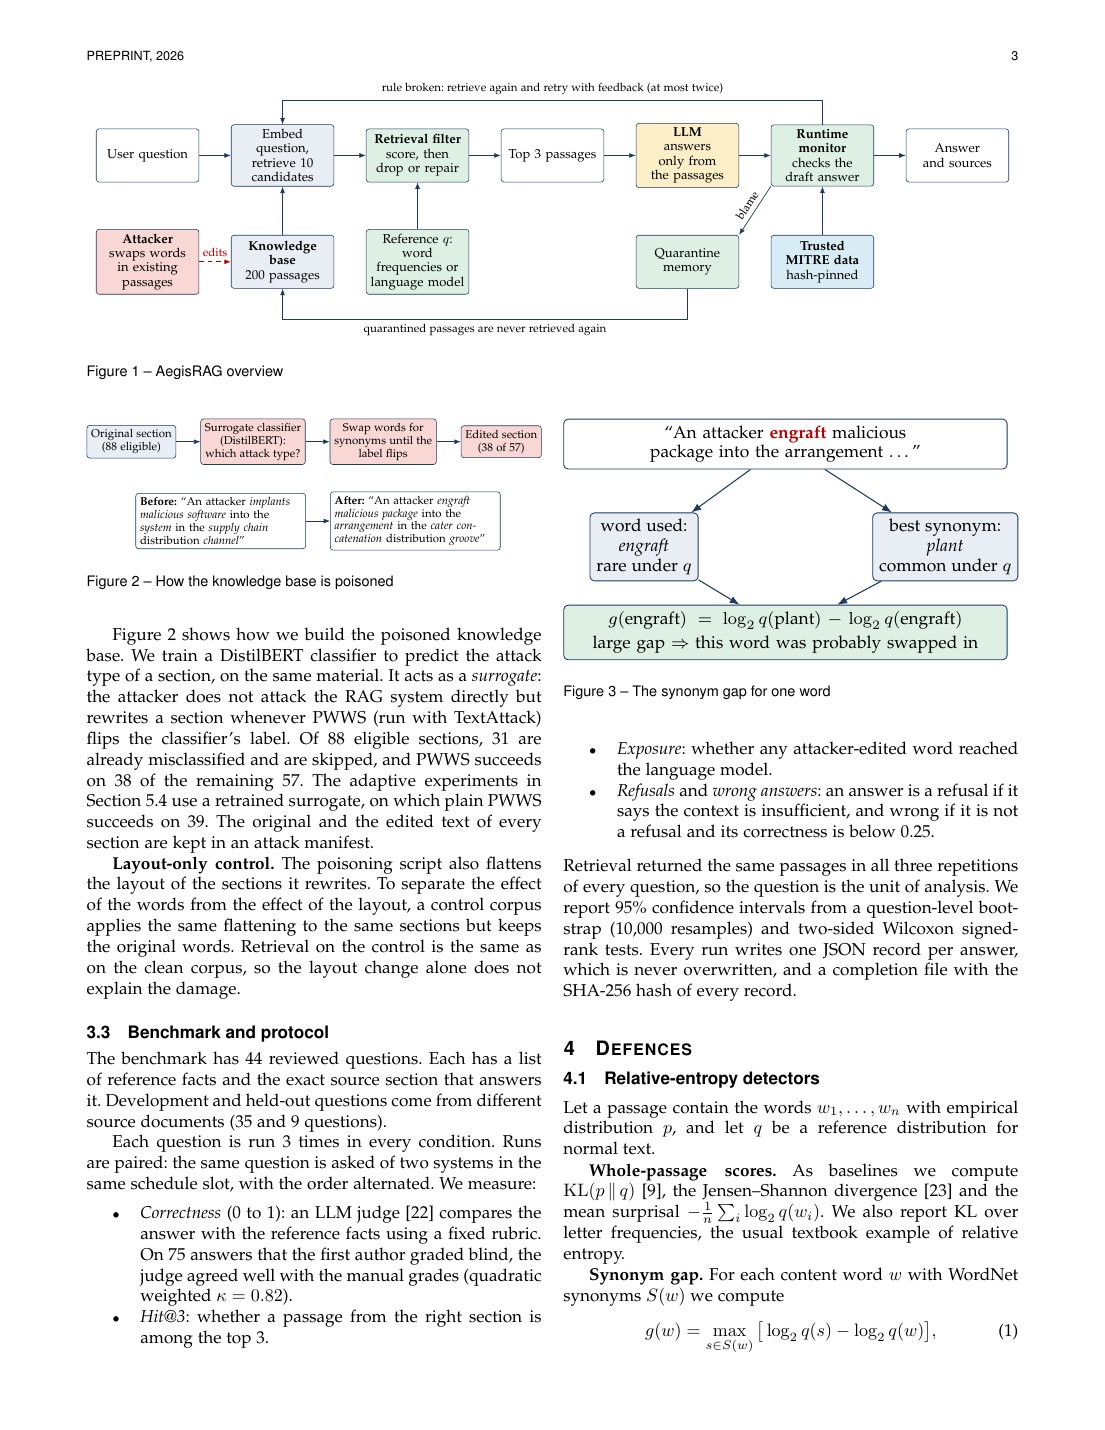 PREPRINT, 2026
3
rule broken: retrieve again and retry with feedback (at most twice)
User question
Embed
question,
retrieve 10
candidates
Retrieval filter
score, then
drop or repair
Top 3 passages
LLM
answers
only from
the passages
Runtime
monitor
checks the
draft answer
Answer
and sources
blame
Attacker
swaps words
in existing
passages
edits
Knowledge
base
200 passages
Reference q:
word
frequencies or
language model
Quarantine
memory
Trusted
MITRE data
hash-pinned
quarantined passages are never retrieved again
Figure 1 – AegisRAG overview
Original section
(88 eligible)
Surrogate classifier
(DistilBERT):
which attack type?
Swap words for
synonyms until the
label flips
Edited section
(38 of 57)
Before: “An attacker implants
malicious software into the
system in the supply chain
distribution channel”
After: “An attacker engraft
malicious package into the
arrangement in the cater con-
catenation distribution groove”
Figure 2 – How the knowledge base is poisoned
Figure 2 shows how we build the poisoned knowledge
base. We train a DistilBERT classifier to predict the attack
type of a section, on the same material. It acts as a surrogate:
the attacker does not attack the RAG system directly but
rewrites a section whenever PWWS (run with TextAttack)
flips the classifier’s label. Of 88 eligible sections, 31 are
already misclassified and are skipped, and PWWS succeeds
on 38 of the remaining 57. The adaptive experiments in
Section 5.4 use a retrained surrogate, on which plain PWWS
succeeds on 39. The original and the edited text of every
section are kept in an attack manifest.
Layout-only control. The poisoning script also flattens
the layout of the sections it rewrites. To separate the effect
of the words from the effect of the layout, a control corpus
applies the same flattening to the same sections but keeps
the original words. Retrieval on the control is the same as
on the clean corpus, so the layout change alone does not
explain the damage.
3.3 Benchmark and protocol
The benchmark has 44 reviewed questions. Each has a list
of reference facts and the exact source section that answers
it. Development and held-out questions come from different
source documents (35 and 9 questions).
Each question is run 3 times in every condition. Runs
are paired: the same question is asked of two systems in the
same schedule slot, with the order alternated. We measure:
• Correctness (0 to 1): an LLM judge [22] compares the
answer with the reference facts using a fixed rubric.
On 75 answers that the first author graded blind, the
judge agreed well with the manual grades (quadratic
weighted κ = 0.82).
• Hit@3: whether a passage from the right section is
among the top 3.
“An attacker engraft malicious
package into the arrangement . . . ”
word used:
engraft
rare under q
best synonym:
plant
common under q
g(engraft) = log₂ q(plant) − log₂ q(engraft)
large gap ⇒ this word was probably swapped in
Figure 3 – The synonym gap for one word
• Exposure: whether any attacker-edited word reached
the language model.
• Refusals and wrong answers: an answer is a refusal if it
says the context is insufficient, and wrong if it is not
a refusal and its correctness is below 0.25.
Retrieval returned the same passages in all three repetitions
of every question, so the question is the unit of analysis. We
report 95% confidence intervals from a question-level boot-
strap (10,000 resamples) and two-sided Wilcoxon signed-
rank tests. Every run writes one JSON record per answer,
which is never overwritten, and a completion file with the
SHA-256 hash of every record.
4 DEFENCES
4.1 Relative-entropy detectors
Let a passage contain the words w₁, . . . , wₙ with empirical
distribution p, and let q be a reference distribution for
normal text.
Whole-passage scores. As baselines we compute
KL(p ∥ q) [9], the Jensen–Shannon divergence [23] and the
mean surprisal −1/n ∑ᵢ log₂ q(wᵢ). We also report KL over
letter frequencies, the usual textbook example of relative
entropy.
Synonym gap. For each content word w with WordNet
synonyms S(w) we compute
g(w) = max s∈S(w) [ log₂ q(s) − log₂ q(w)], (1)